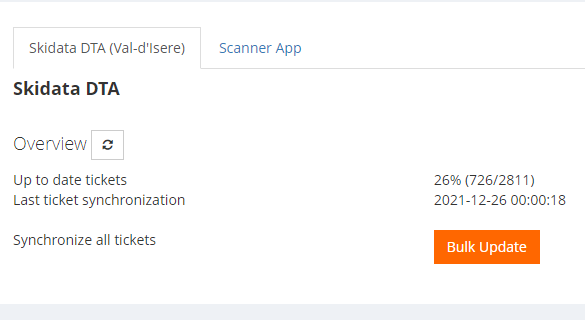 Skidata DTA (Val-d'Isere) Scanner App
Skidata DTA
Overview
Up to date tickets 26% (726/2811)
Last ticket synchronization 2021-12-26 00:00:18
Synchronize all tickets Bulk Update